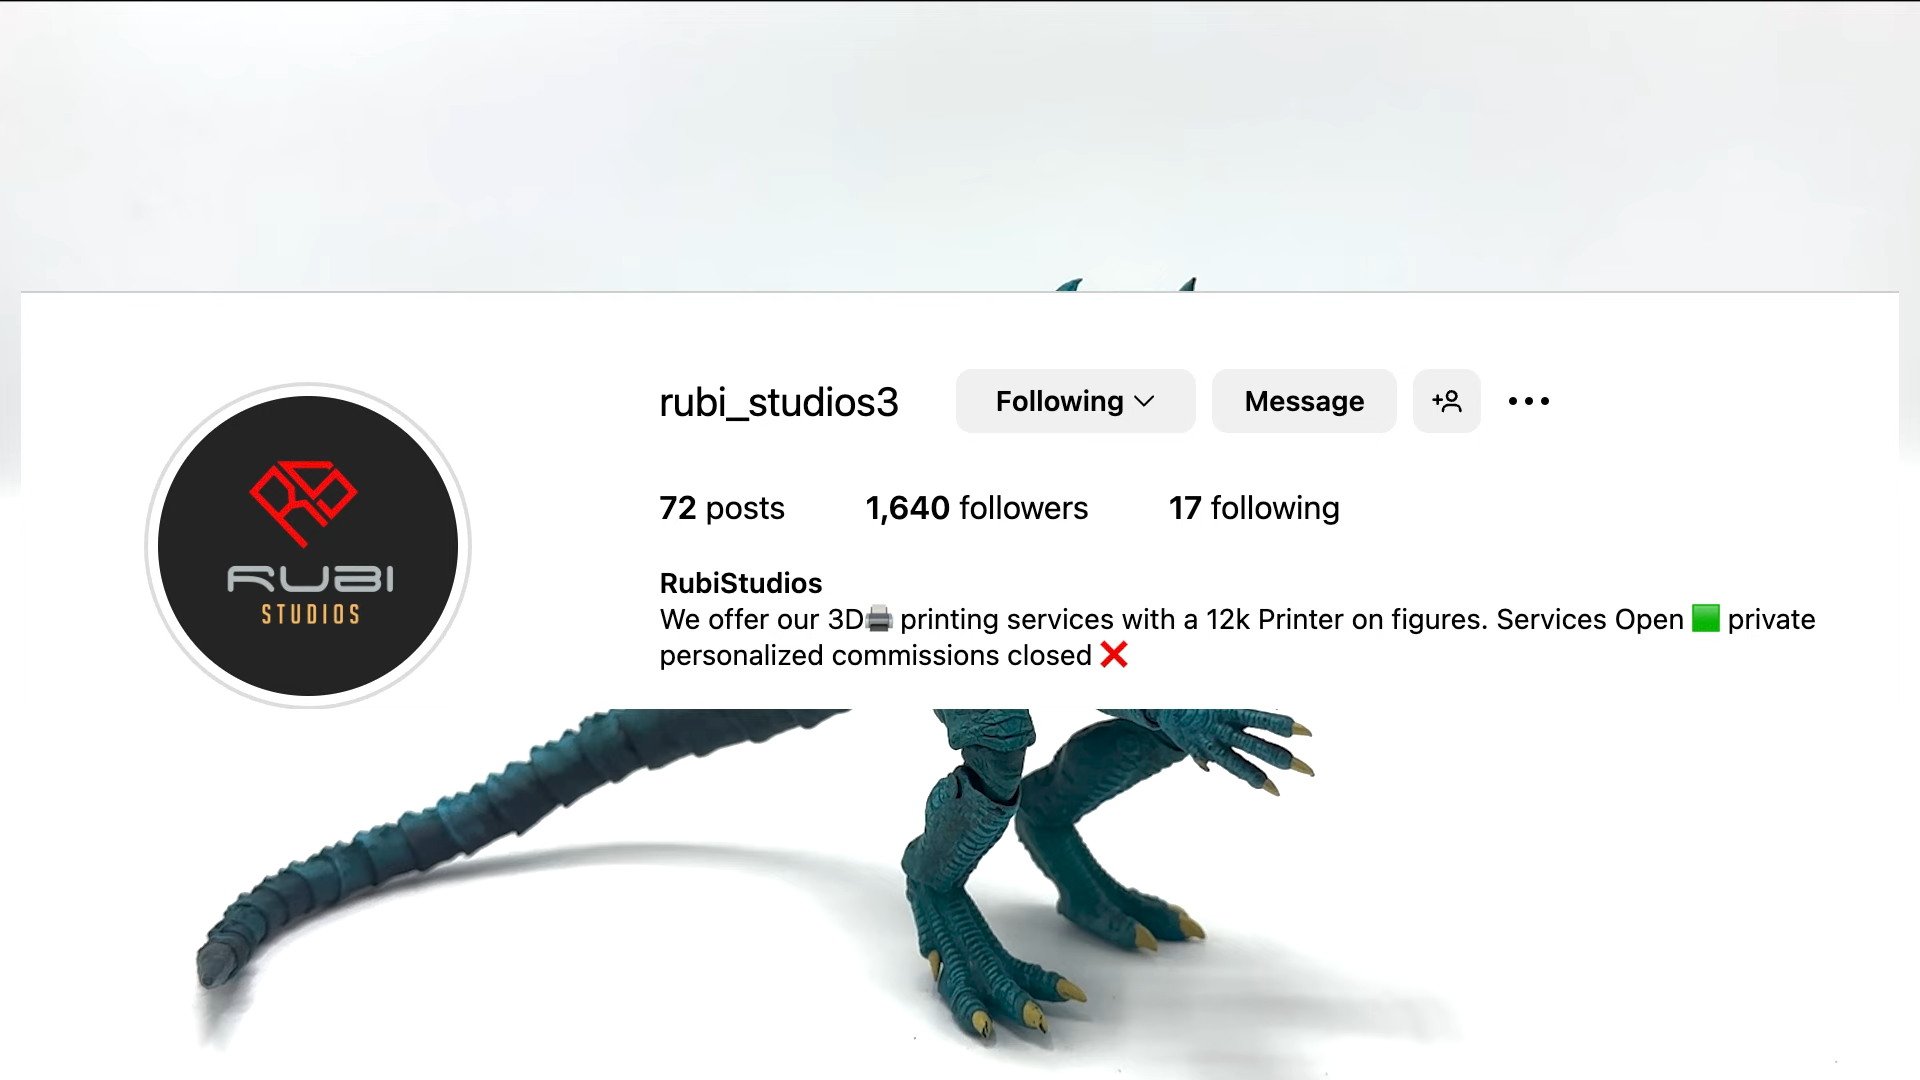 rubi_studios3 Following Message
72 posts 1,640 followers 17 following
RUBI
STUDIOS
RubiStudios
We offer our 3D🖨️ printing services with a 12k Printer on figures. Services Open 🟩 private
personalized commissions closed ❌